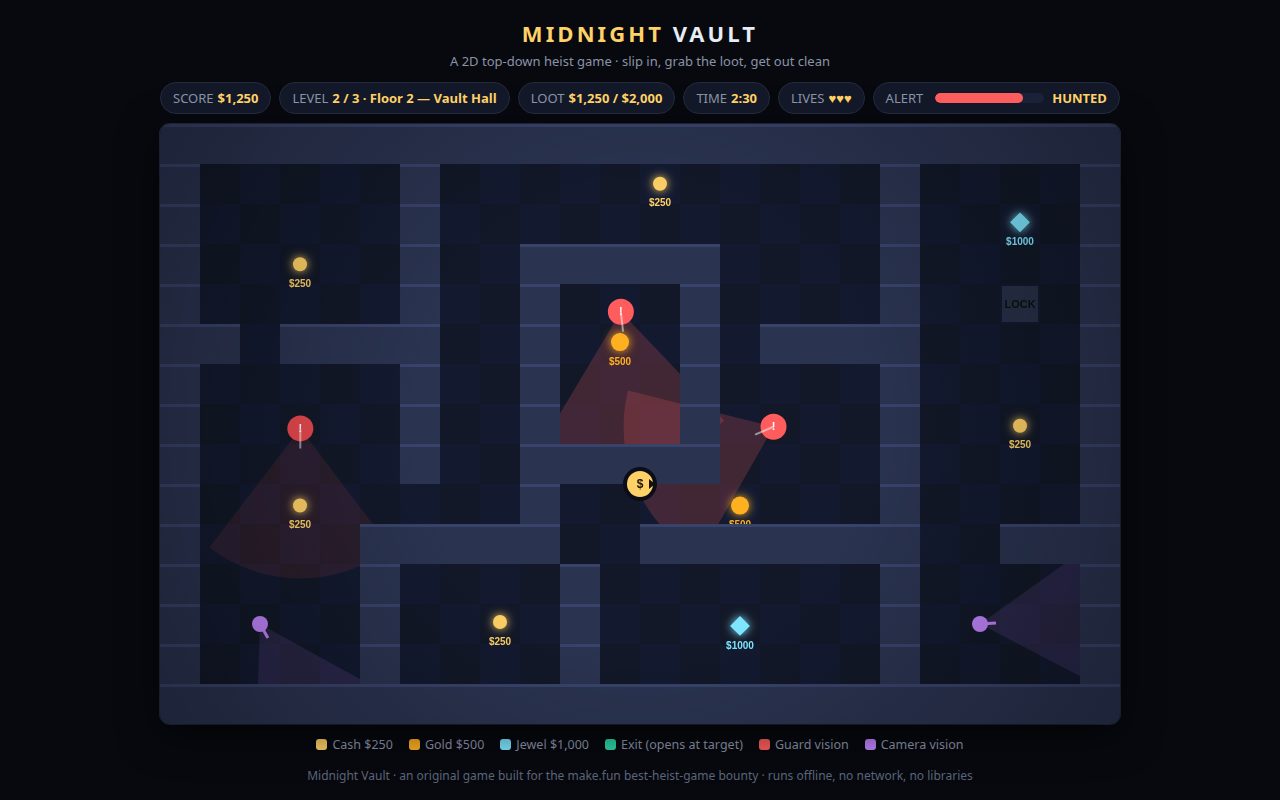 MIDNIGHT VAULT
A 2D top-down heist game · slip in, grab the loot, get out clean
SCORE $1,250
LEVEL 2 / 3 · Floor 2 — Vault Hall
LOOT $1,250 / $2,000
TIME 2:30
LIVES ♥♥♥
ALERT HUNTED
$250
$1000
$250
LOCK
!
$500
!
!
$250
$
$250
$500
$250
$1000
Cash $250
Gold $500
Jewel $1,000
Exit (opens at target)
Guard vision
Camera vision
Midnight Vault · an original game built for the make.fun best-heist-game bounty · runs offline, no network, no libraries